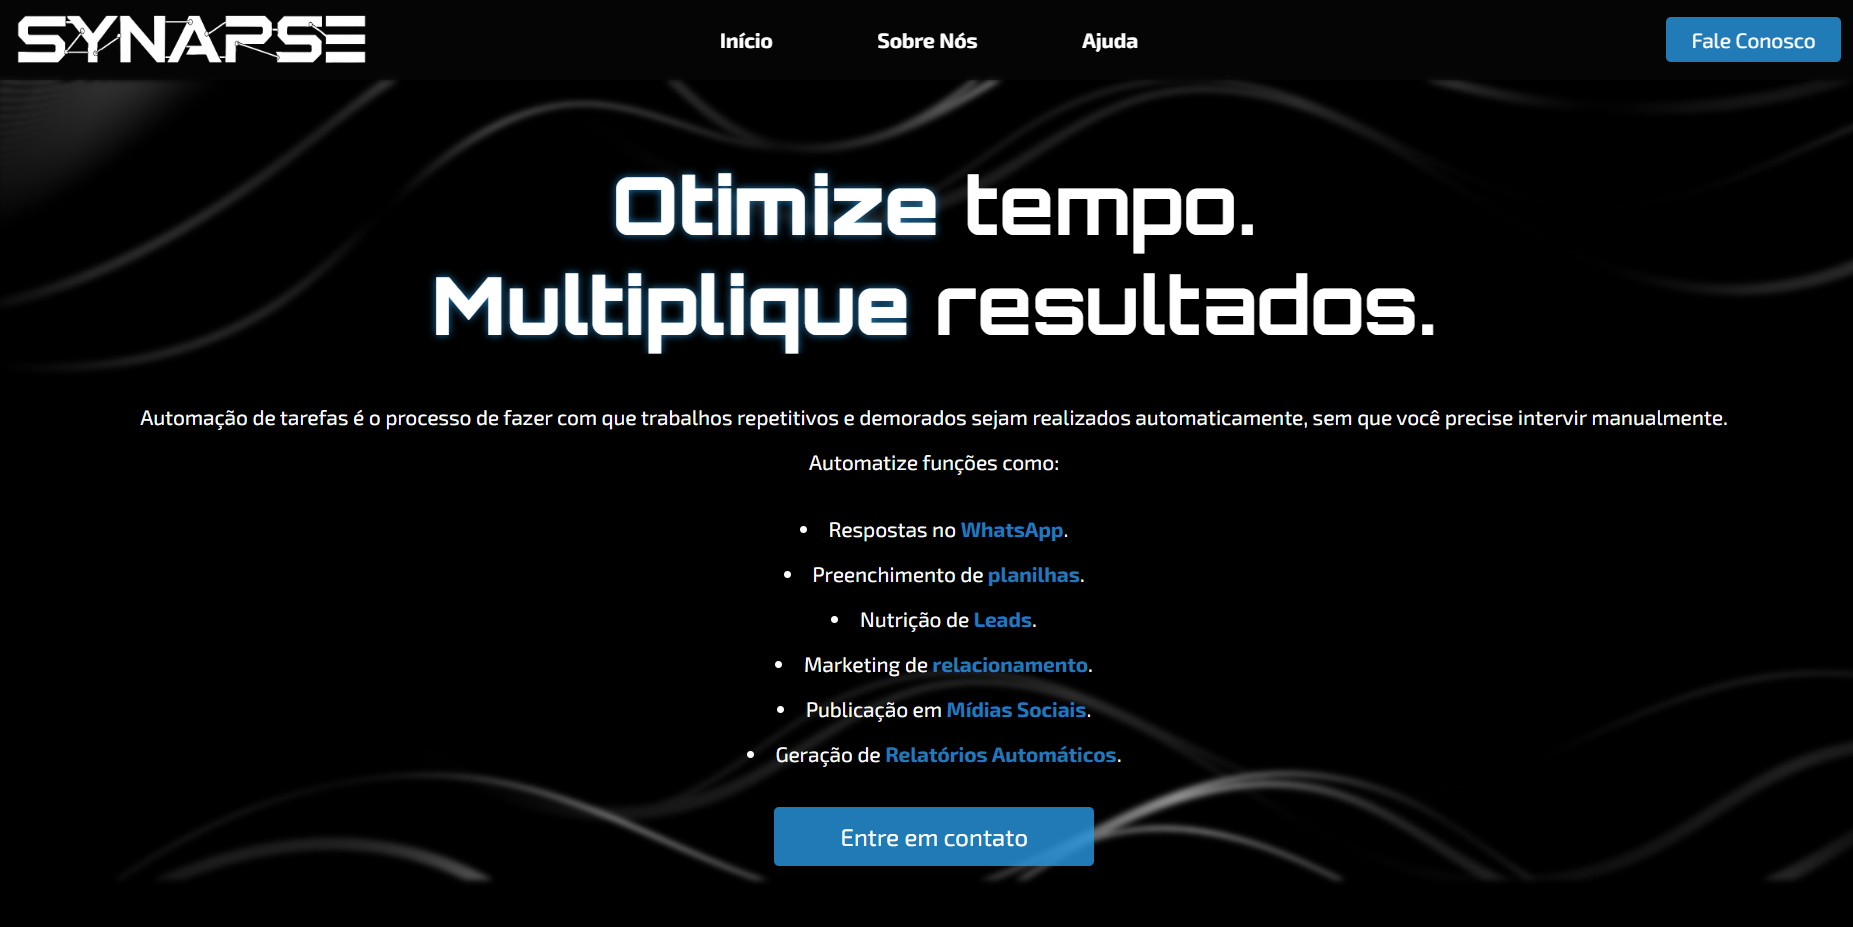 SYNAPSE
Início Sobre Nós Ajuda Fale Conosco
Otimize tempo.
Multiplique resultados.
Automação de tarefas é o processo de fazer com que trabalhos repetitivos e demorados sejam realizados automaticamente, sem que você precise intervir manualmente.
Automatize funções como:
• Respostas no WhatsApp.
• Preenchimento de planilhas.
• Nutrição de Leads.
• Marketing de relacionamento.
• Publicação em Mídias Sociais.
• Geração de Relatórios Automáticos.
Entre em contato